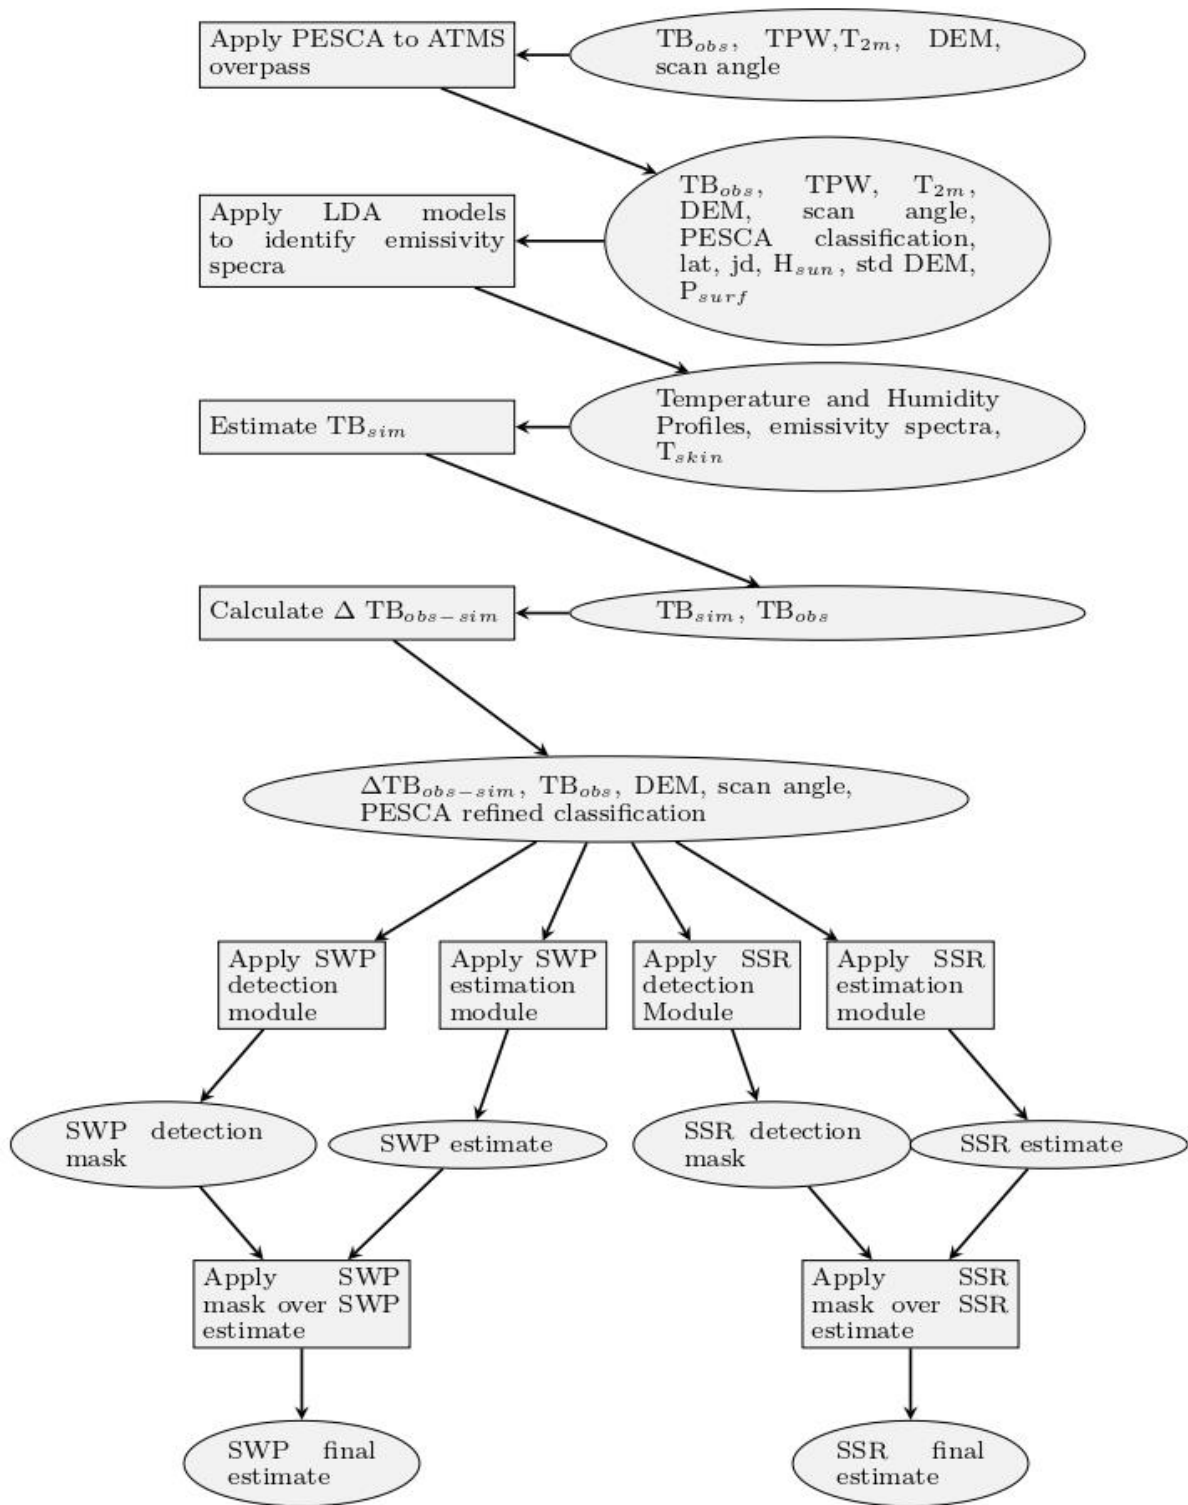 Apply PESCA to ATMS
overpass
TB_obs, TPW,T_2m, DEM,
scan angle
TB_obs, TPW, T_2m,
DEM, scan angle,
PESCA classification,
lat, jd, H_sun, std DEM,
P_surf
Apply LDA models
to identify emissivity
specra
Temperature and Humidity
Profiles, emissivity spectra,
T_skin
Estimate TB_sim
Calculate Δ TB_obs−sim
TB_sim, TB_obs
ΔTB_obs−sim, TB_obs, DEM, scan angle,
PESCA refined classification
Apply SWP
detection
module
Apply SWP
estimation
module
Apply SSR
detection
Module
Apply SSR
estimation
module
SWP detection
mask
SWP estimate
SSR detection
mask
SSR estimate
Apply SWP
mask over SWP
estimate
Apply SSR
mask over SSR
estimate
SWP final
estimate
SSR final
estimate